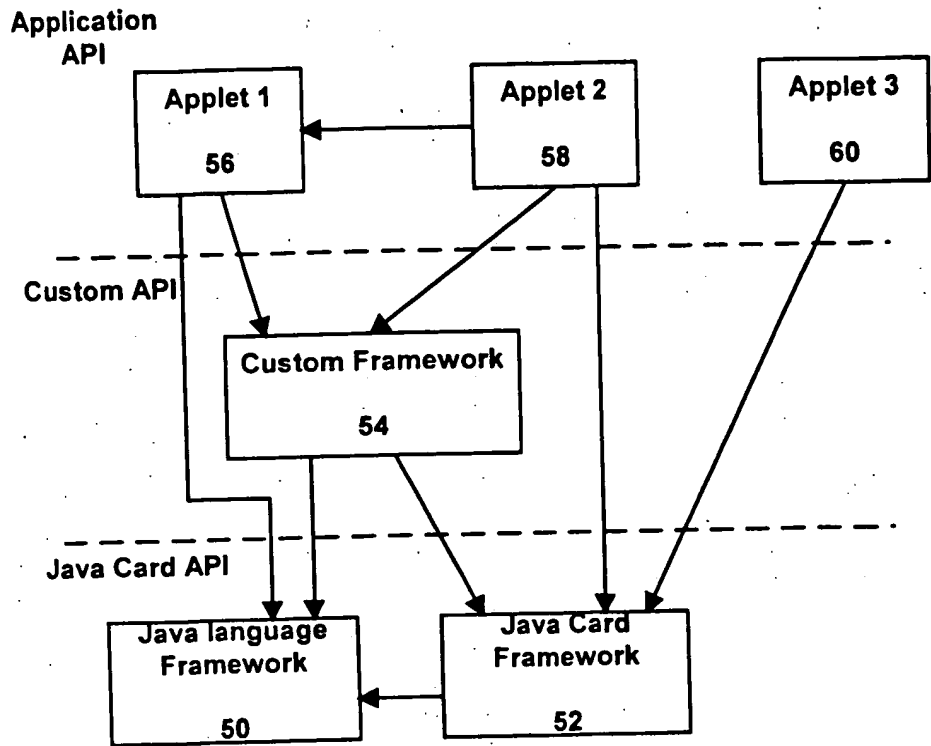 Application
API
Applet 1
56
Applet 2
58
Applet 3
60
Custom API
Custom Framework
54
Java Card API
Java language
Framework
50
Java Card
Framework
52